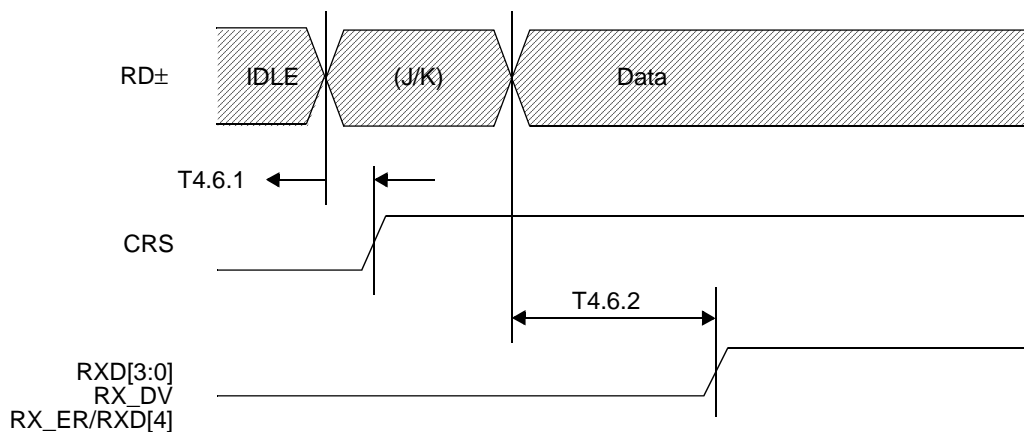 RD±
IDLE
(J/K)
Data
T4.6.1
CRS
T4.6.2
RXD[3:0]
RX_DV
RX_ER/RXD[4]